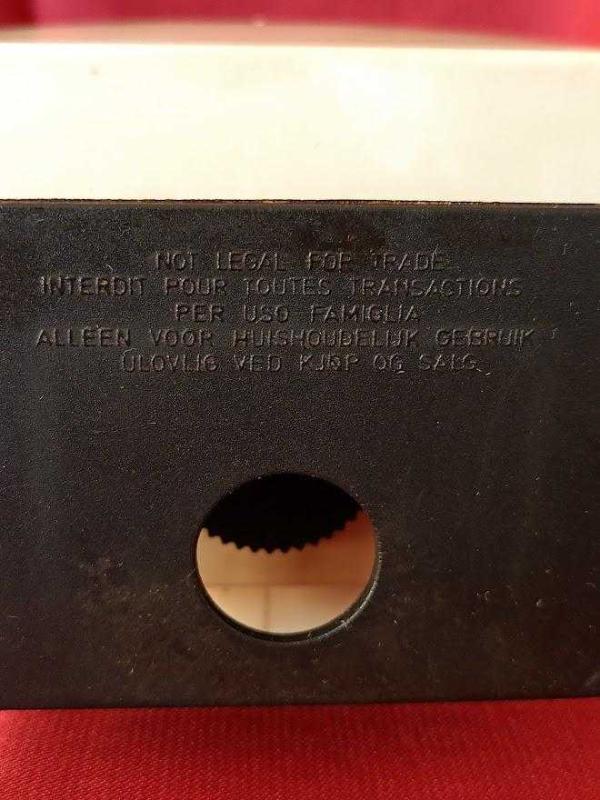 NOT LEGAL FOR TRADE
INTERDIT POUR TOUTES TRANSACTIONS
PER USO FAMIGLIA
ALLEEN VOOR HUISHOUDELIJK GEBRUIK
ULOVLIG VED KJØP OG SALG